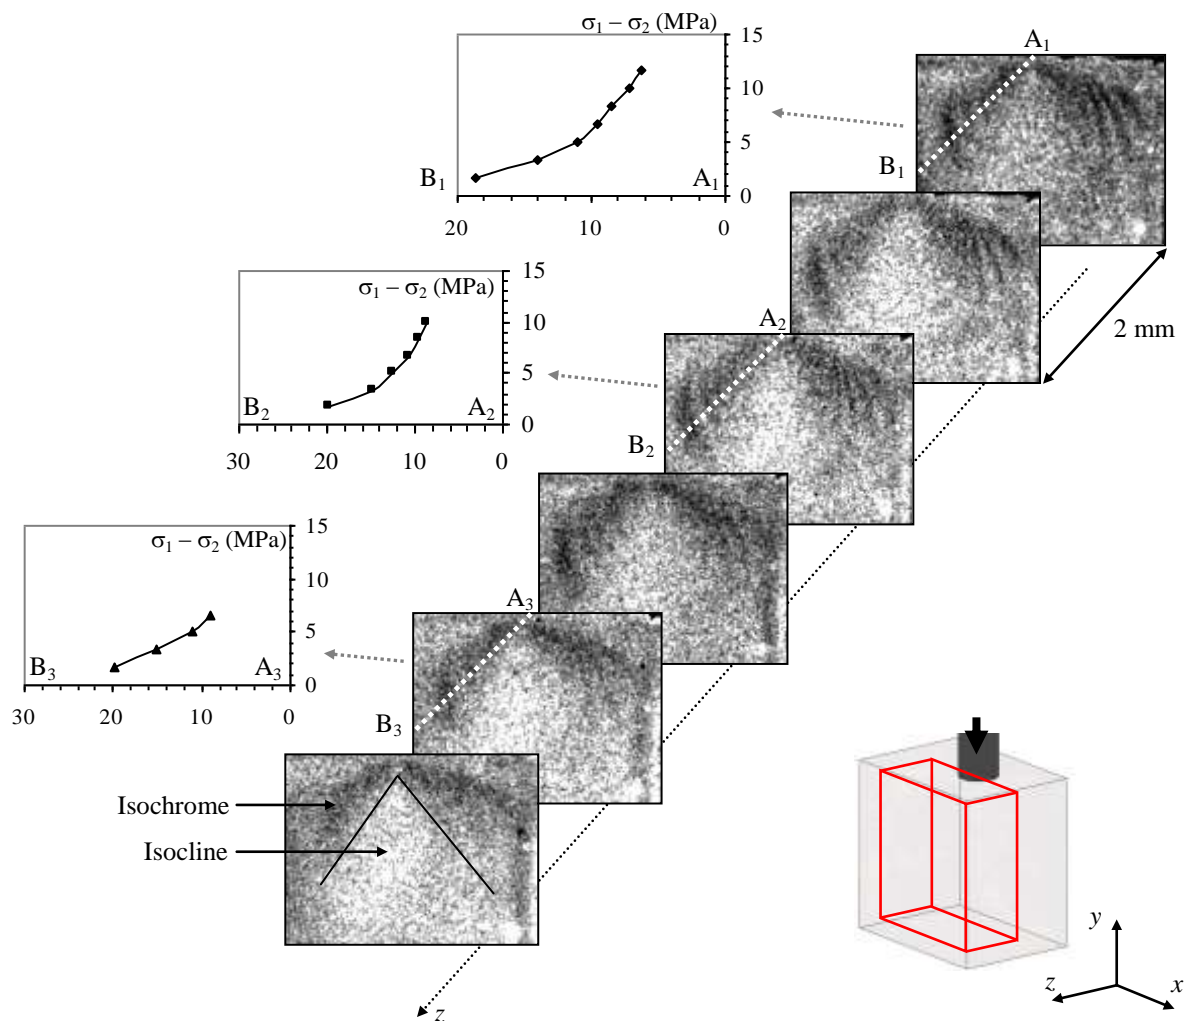 σ₁ – σ₂ (MPa)
15
10
5
0
B₁
A₁
20
10
0
A₁
B₁
2 mm
σ₁ – σ₂ (MPa)
15
10
5
0
B₂
A₂
30
20
10
0
A₂
B₂
σ₁ – σ₂ (MPa)
15
10
5
0
B₃
A₃
30
20
10
0
A₃
B₃
Isochrome
Isocline
z
y
z
x